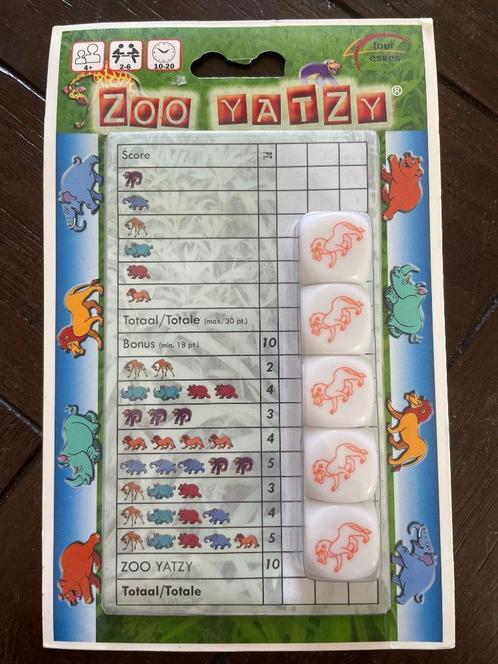 4+
2-6
10-20
four
esses
ZOO YATZY®
Score
Totaal/Totale (max. 30 pt.)
Bonus (min. 18 pt.) 10
2
4
3
4
5
3
4
5
ZOO YATZY 10
Totaal/Totale